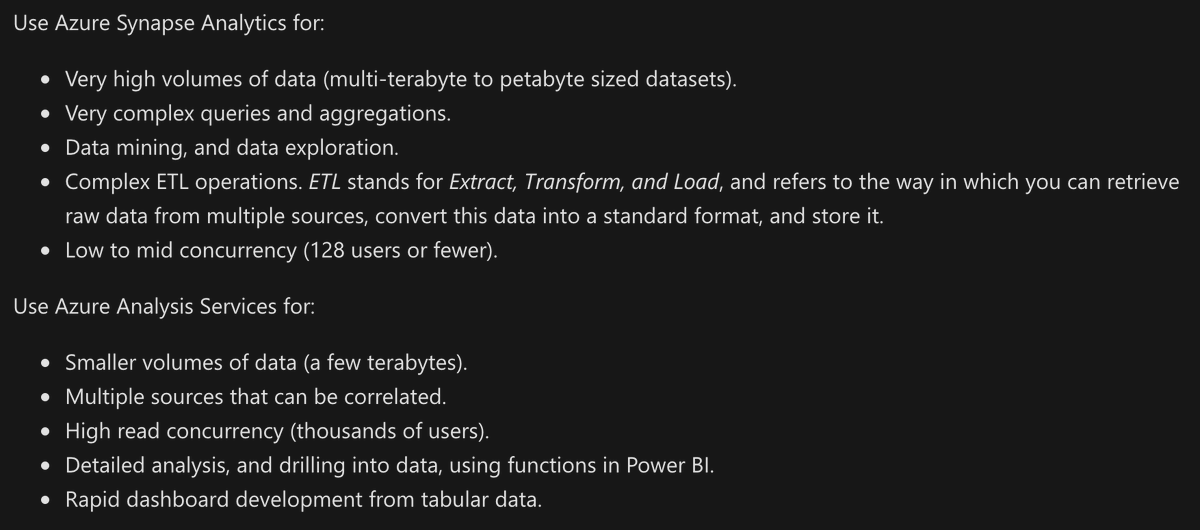 Use Azure Synapse Analytics for:
• Very high volumes of data (multi-terabyte to petabyte sized datasets).
• Very complex queries and aggregations.
• Data mining, and data exploration.
• Complex ETL operations. ETL stands for Extract, Transform, and Load, and refers to the way in which you can retrieve
raw data from multiple sources, convert this data into a standard format, and store it.
• Low to mid concurrency (128 users or fewer).
Use Azure Analysis Services for:
• Smaller volumes of data (a few terabytes).
• Multiple sources that can be correlated.
• High read concurrency (thousands of users).
• Detailed analysis, and drilling into data, using functions in Power BI.
• Rapid dashboard development from tabular data.